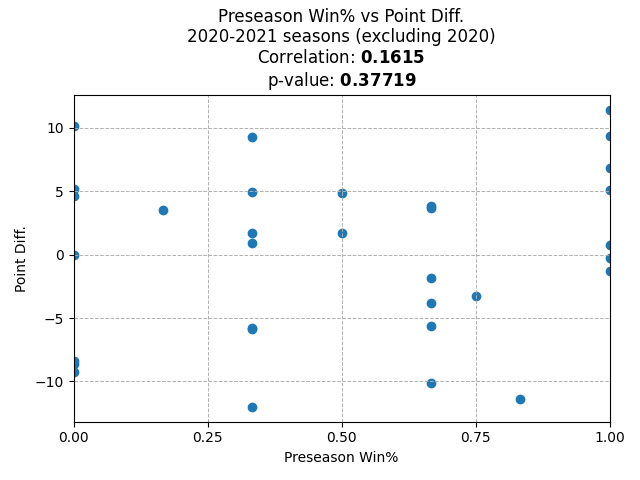 Preseason Win% vs Point Diff.
2020-2021 seasons (excluding 2020)
Correlation: 0.1615
p-value: 0.37719
Point Diff.
10
5
0
−5
−10
0.00 0.25 0.50 0.75 1.00
Preseason Win%